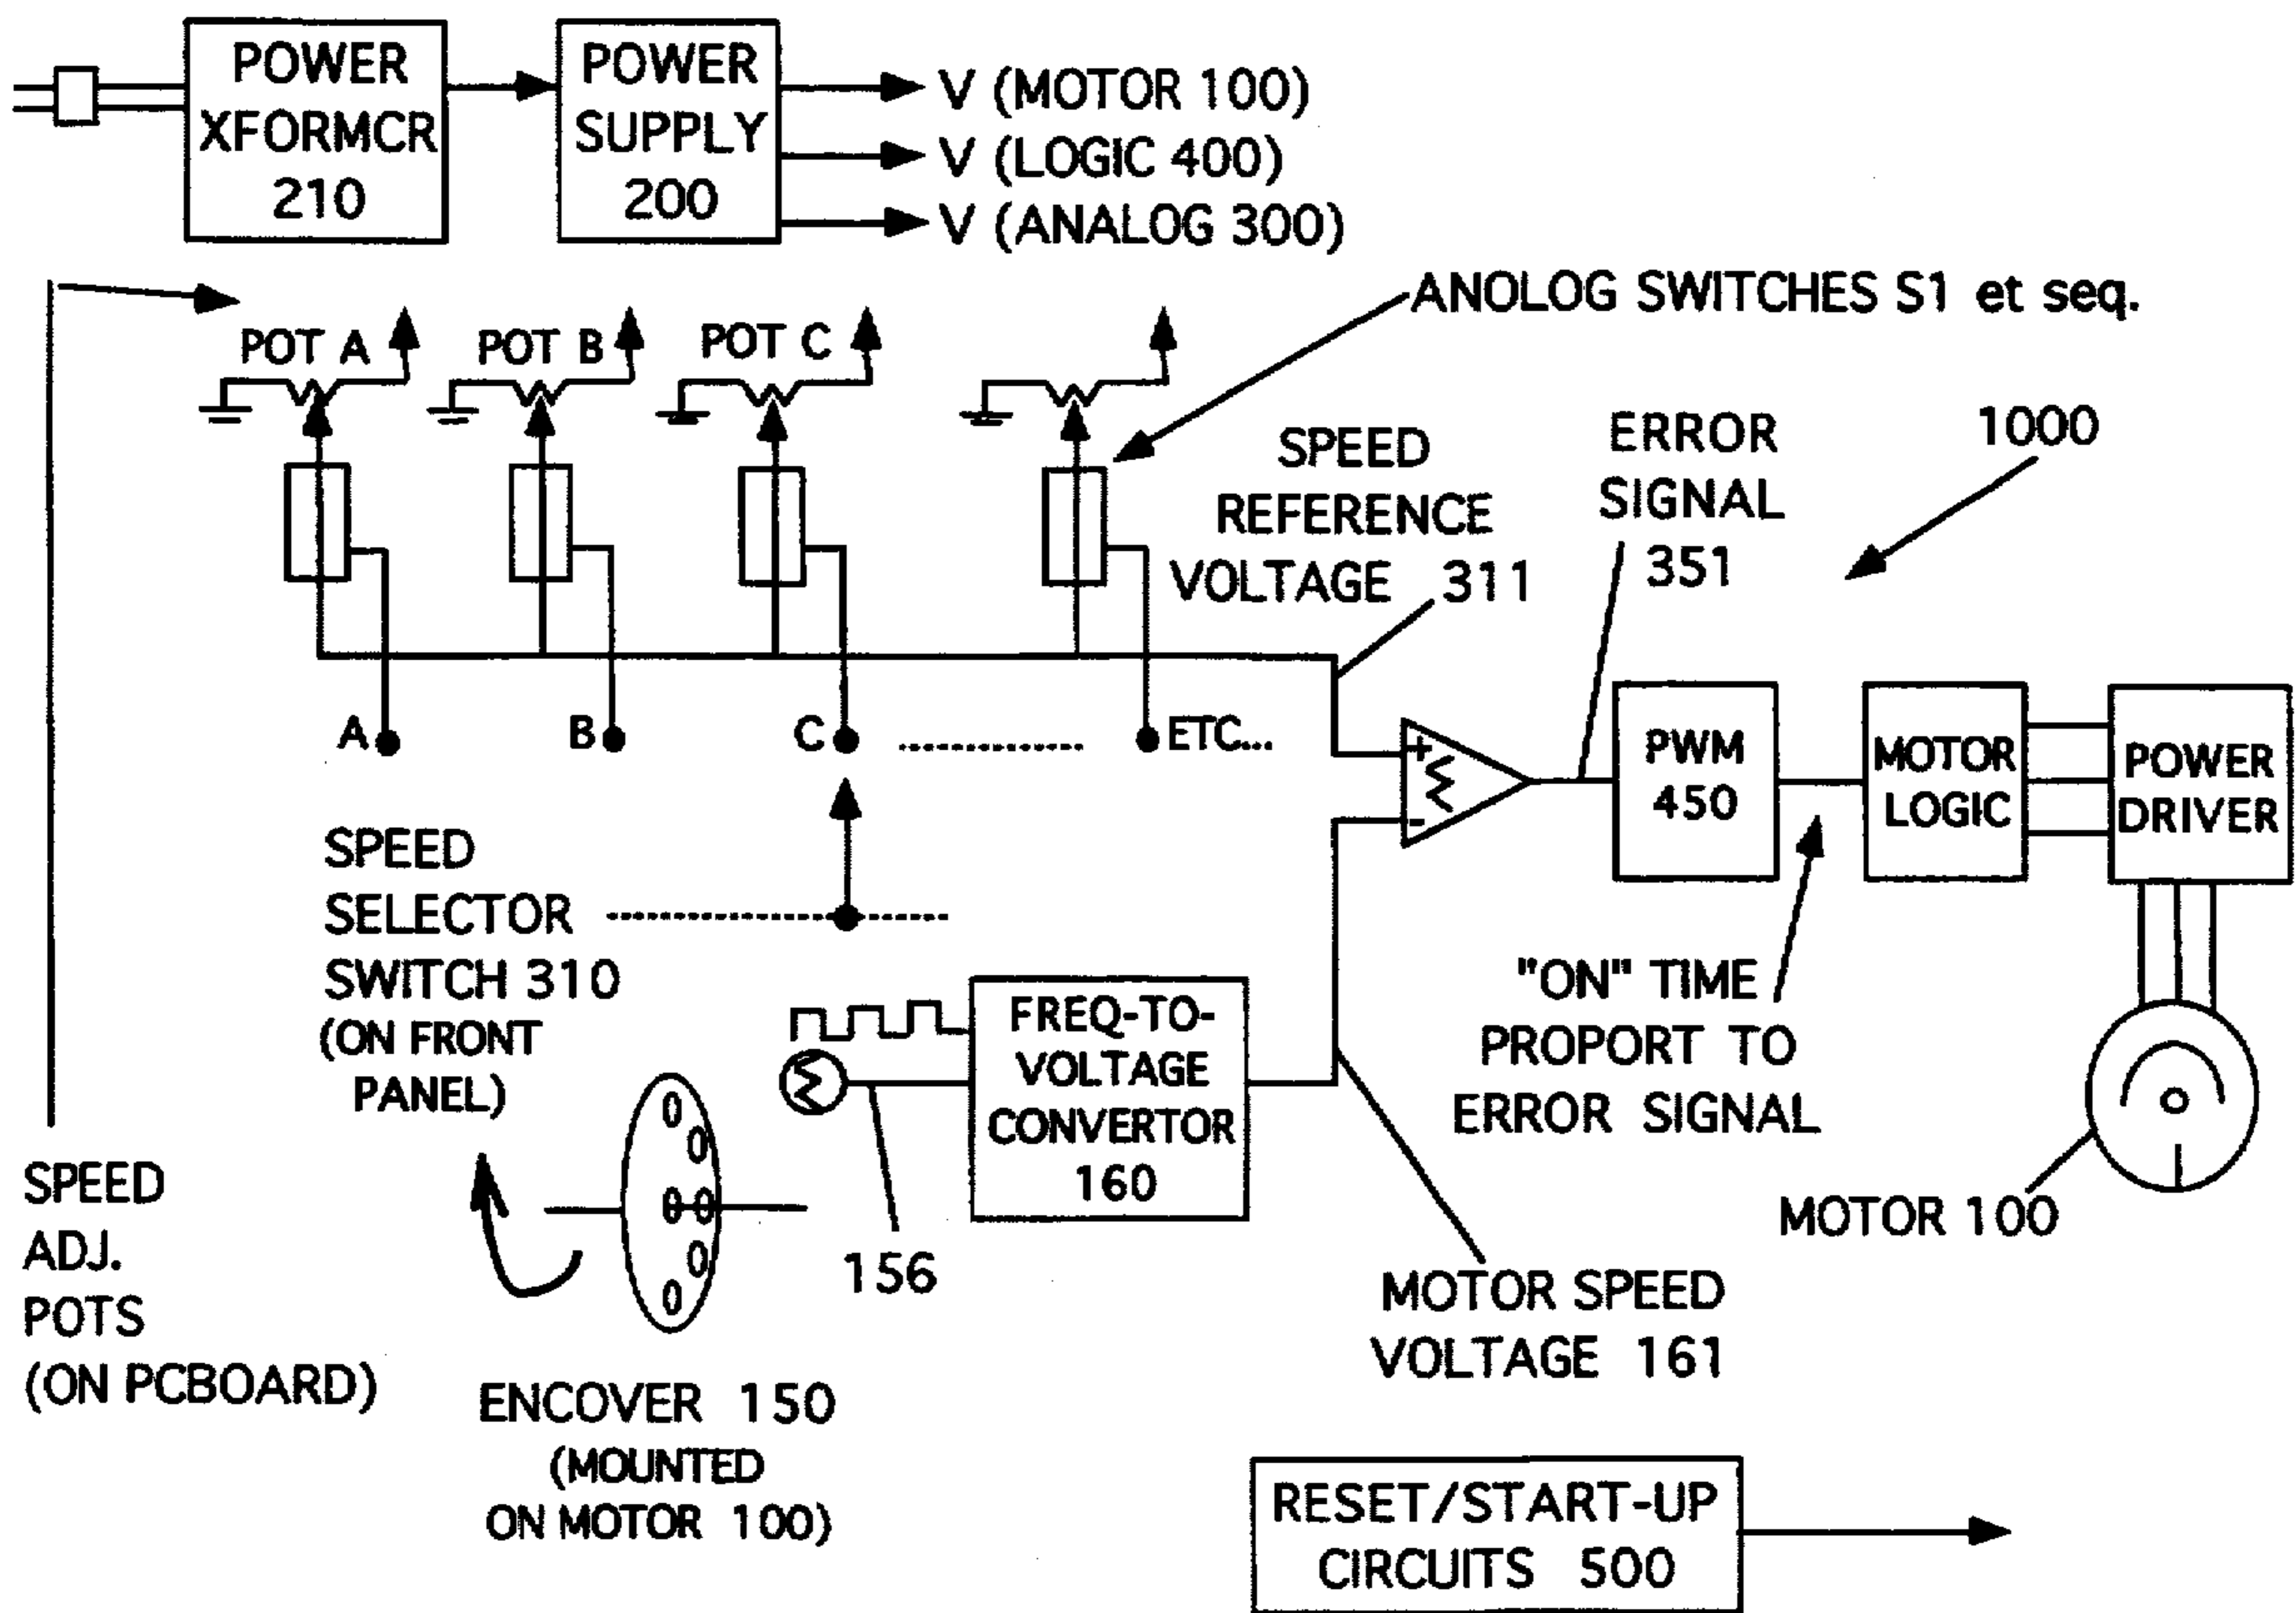 POWER
XFORMCR
210
POWER
SUPPLY
200
V (MOTOR 100)
V (LOGIC 400)
V (ANALOG 300)
ANOLOG SWITCHES S1 et seq.
POT A
POT B
POT C
SPEED
REFERENCE
VOLTAGE 311
ERROR
SIGNAL
351
1000
A
B
C
ETC...
+
-
PWM
450
MOTOR
LOGIC
POWER
DRIVER
SPEED
SELECTOR
SWITCH 310
(ON FRONT
PANEL)
FREQ-TO-
VOLTAGE
CONVERTOR
160
"ON" TIME
PROPORT TO
ERROR SIGNAL
MOTOR 100
156
MOTOR SPEED
VOLTAGE 161
SPEED
ADJ.
POTS
(ON PCBOARD)
ENCOVER 150
(MOUNTED
ON MOTOR 100)
RESET/START-UP
CIRCUITS 500